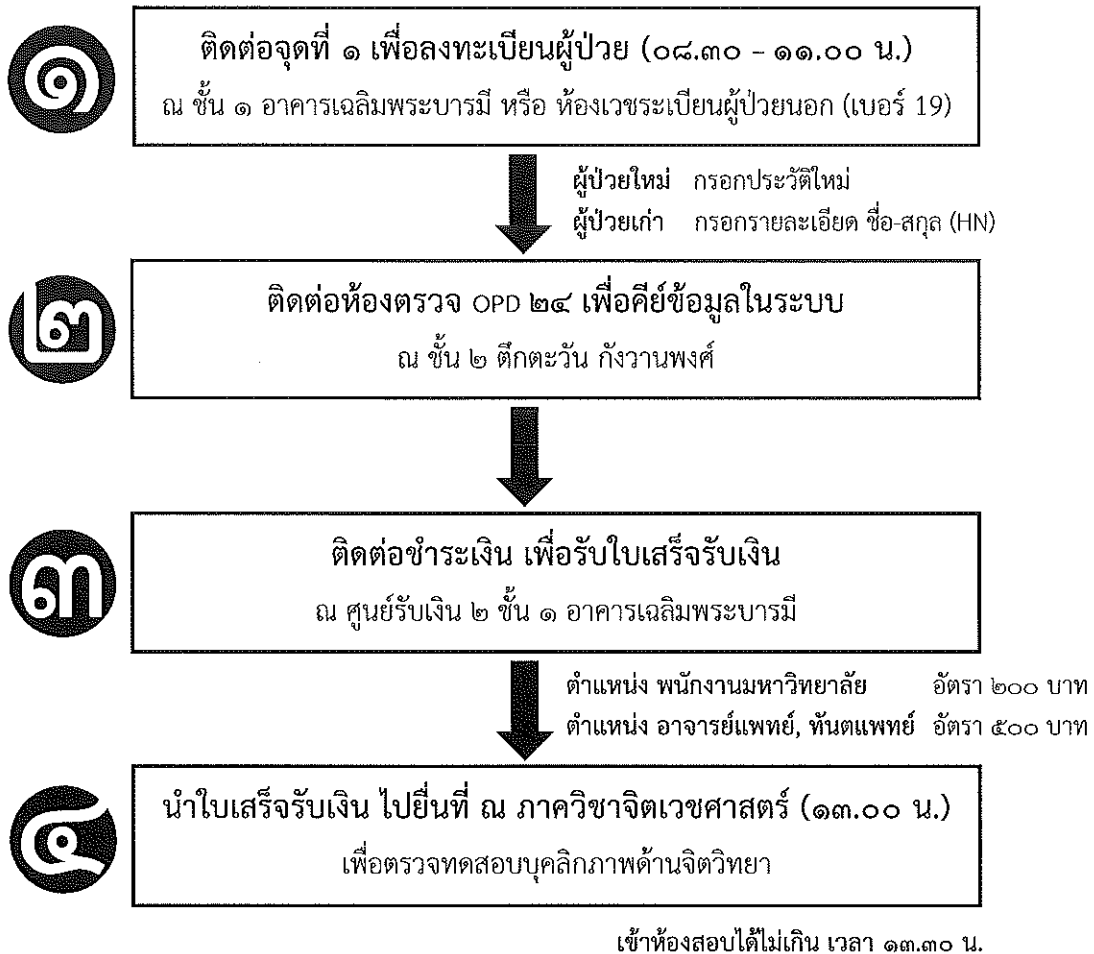 ๑
ติดต่อจุดที่ ๑ เพื่อลงทะเบียนผู้ป่วย (๐๘.๓๐ - ๑๑.๐๐ น.)
ณ ชั้น ๑ อาคารเฉลิมพระบารมี หรือ ห้องเวชระเบียนผู้ป่วยนอก (เบอร์ 19)
ผู้ป่วยใหม่ กรอกประวัติใหม่
ผู้ป่วยเก่า กรอกรายละเอียด ชื่อ-สกุล (HN)
๒
ติดต่อห้องตรวจ OPD ๒๔ เพื่อคีย์ข้อมูลในระบบ
ณ ชั้น ๒ ตึกตะวัน กังวานพงศ์
๓
ติดต่อชำระเงิน เพื่อรับใบเสร็จรับเงิน
ณ ศูนย์รับเงิน ๒ ชั้น ๑ อาคารเฉลิมพระบารมี
ตำแหน่ง พนักงานมหาวิทยาลัย อัตรา ๒๐๐ บาท
ตำแหน่ง อาจารย์แพทย์, ทันตแพทย์ อัตรา ๕๐๐ บาท
๔
นำใบเสร็จรับเงิน ไปยื่นที่ ณ ภาควิชาจิตเวชศาสตร์ (๑๓.๐๐ น.)
เพื่อตรวจทดสอบบุคลิกภาพด้านจิตวิทยา
เข้าห้องสอบได้ไม่เกิน เวลา ๑๓.๓๐ น.